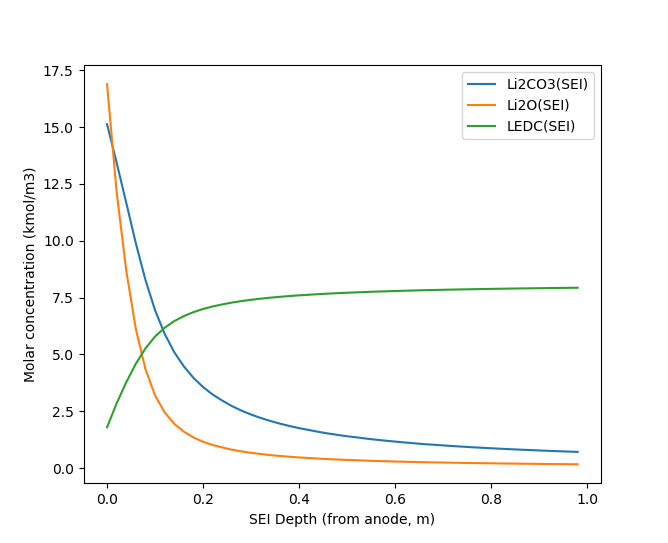 17.5
15.0
12.5
10.0
7.5
5.0
2.5
0.0
Molar concentration (kmol/m3)
Li2CO3(SEI)
Li2O(SEI)
LEDC(SEI)
0.0 0.2 0.4 0.6 0.8 1.0
SEI Depth (from anode, m)